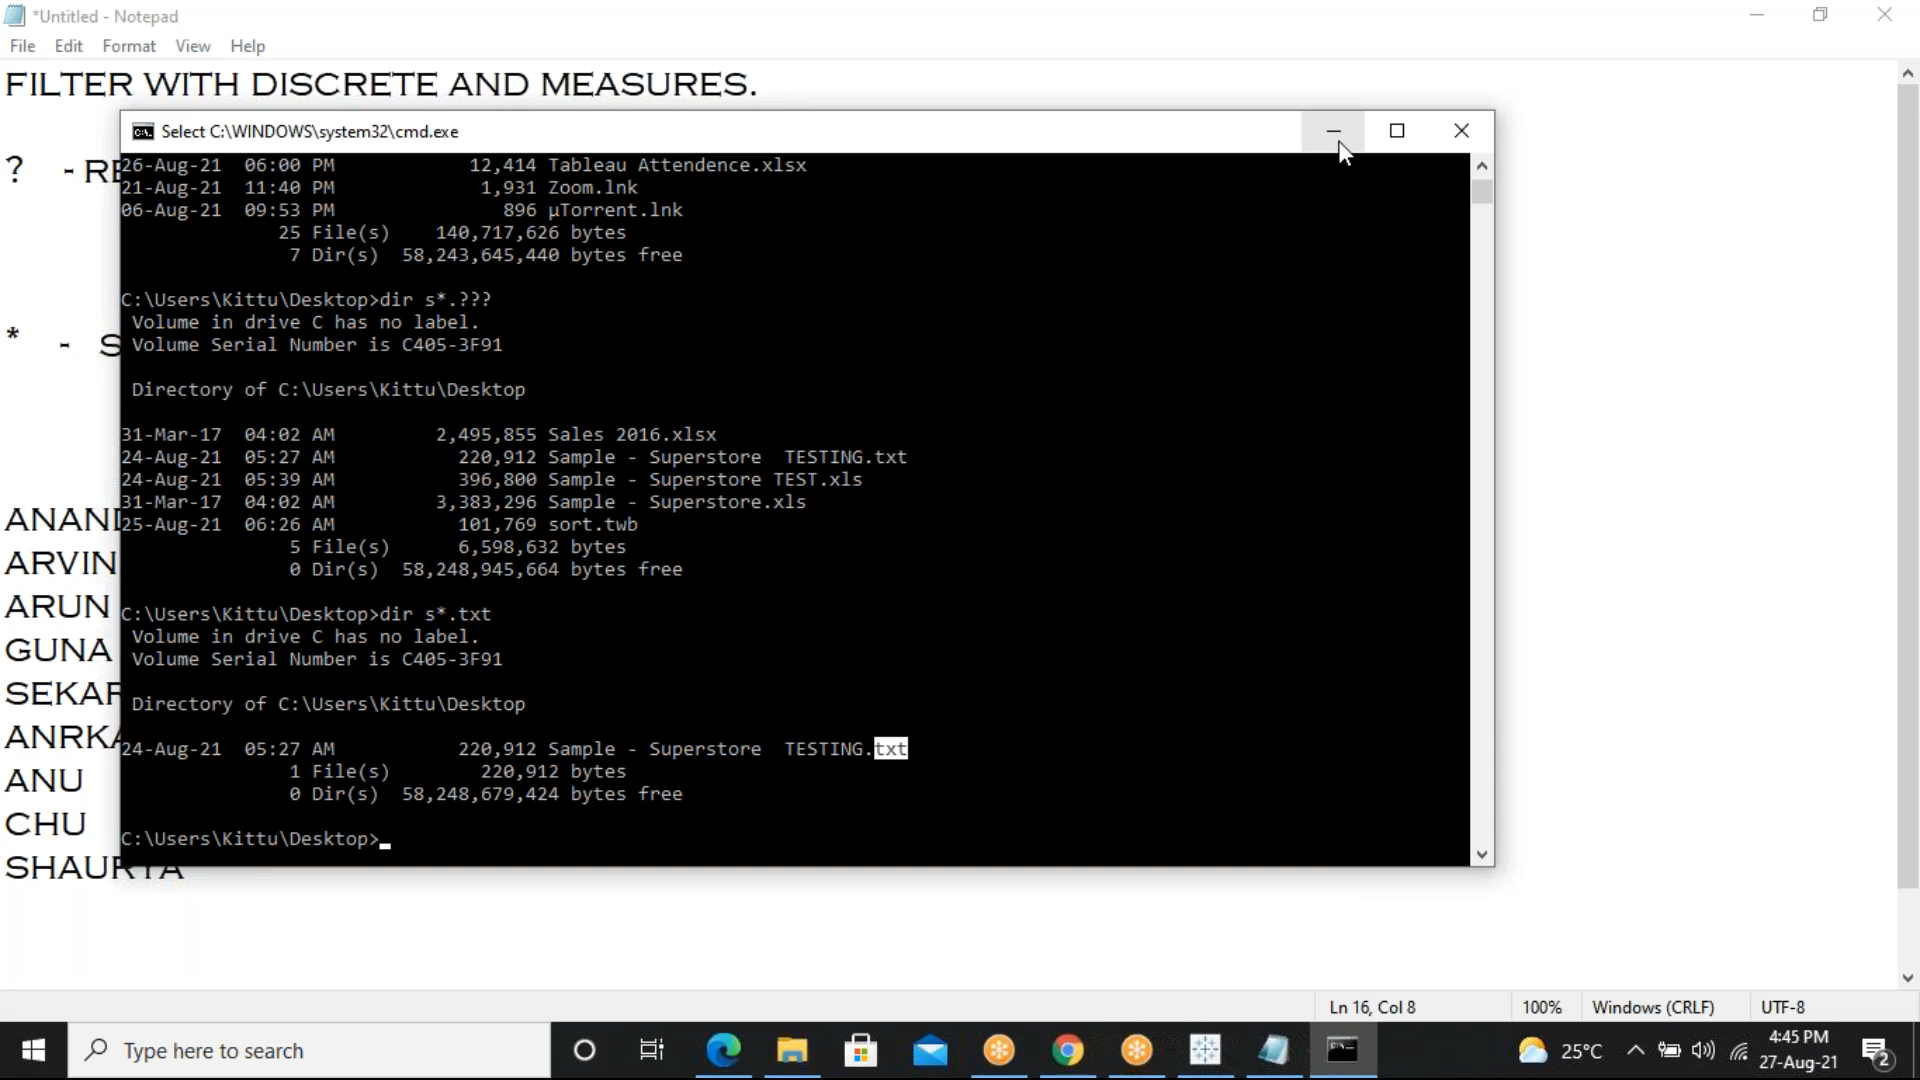 *Untitled - Notepad
File Edit Format View Help
FILTER WITH DISCRETE AND MEASURES.
? - RE
* - S
ANAND
ARVIN
ARUN
GUNA
SEKAR
ANRKA
ANU
CHU
SHAURYA
Select C:\WINDOWS\system32\cmd.exe
26-Aug-21 06:00 PM 12,414 Tableau Attendence.xlsx
21-Aug-21 11:40 PM 1,931 Zoom.lnk
06-Aug-21 09:53 PM 896 µTorrent.lnk
25 File(s) 140,717,626 bytes
7 Dir(s) 58,243,645,440 bytes free
C:\Users\Kittu\Desktop>dir s*.???
Volume in drive C has no label.
Volume Serial Number is C405-3F91
Directory of C:\Users\Kittu\Desktop
31-Mar-17 04:02 AM 2,495,855 Sales 2016.xlsx
24-Aug-21 05:27 AM 220,912 Sample - Superstore TESTING.txt
24-Aug-21 05:39 AM 396,800 Sample - Superstore TEST.xls
31-Mar-17 04:02 AM 3,383,296 Sample - Superstore.xls
25-Aug-21 06:26 AM 101,769 sort.twb
5 File(s) 6,598,632 bytes
0 Dir(s) 58,248,945,664 bytes free
C:\Users\Kittu\Desktop>dir s*.txt
Volume in drive C has no label.
Volume Serial Number is C405-3F91
Directory of C:\Users\Kittu\Desktop
24-Aug-21 05:27 AM 220,912 Sample - Superstore TESTING.txt
1 File(s) 220,912 bytes
0 Dir(s) 58,248,679,424 bytes free
C:\Users\Kittu\Desktop>
Ln 16, Col 8 100% Windows (CRLF) UTF-8
Type here to search
25°C
4:45 PM
27-Aug-21
2